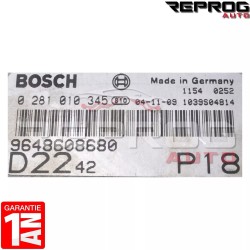 REPROG
AUTO
BOSCH
Made in Germany
1154 0252
0 281 010 345
04-11-09 1039S04814
9648608680
D22 42
P18
GARANTIE
1 AN